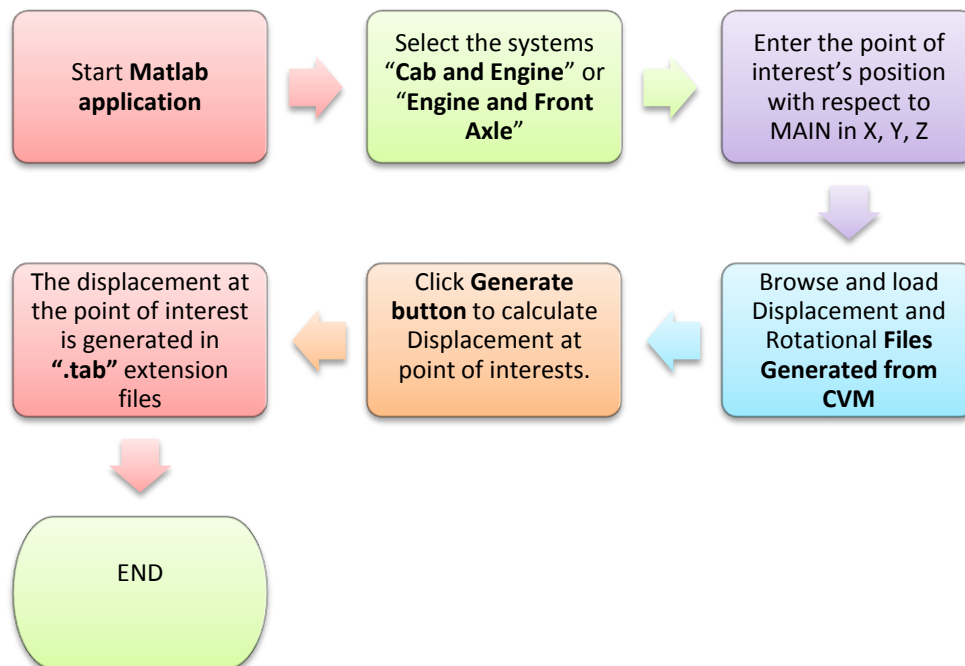 Start Matlab
application
Select the systems
“Cab and Engine” or
“Engine and Front
Axle”
Enter the point of
interest’s position
with respect to
MAIN in X, Y, Z
Browse and load
Displacement and
Rotational Files
Generated from
CVM
Click Generate
button to calculate
Displacement at
point of interests.
The displacement at
the point of interest
is generated in
“.tab” extension
files
END